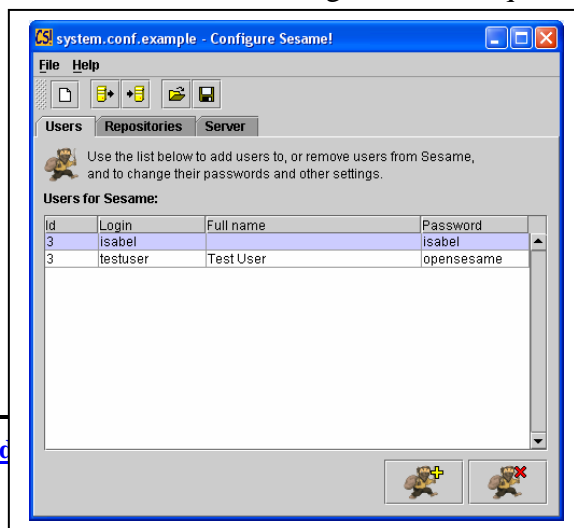 CS! system.conf.example - Configure Sesame!
File Help
Users Repositories Server
Use the list below to add users to, or remove users from Sesame,
and to change their passwords and other settings.
Users for Sesame:
Id Login Full name Password
3 isabel isabel
3 testuser Test User opensesame
d